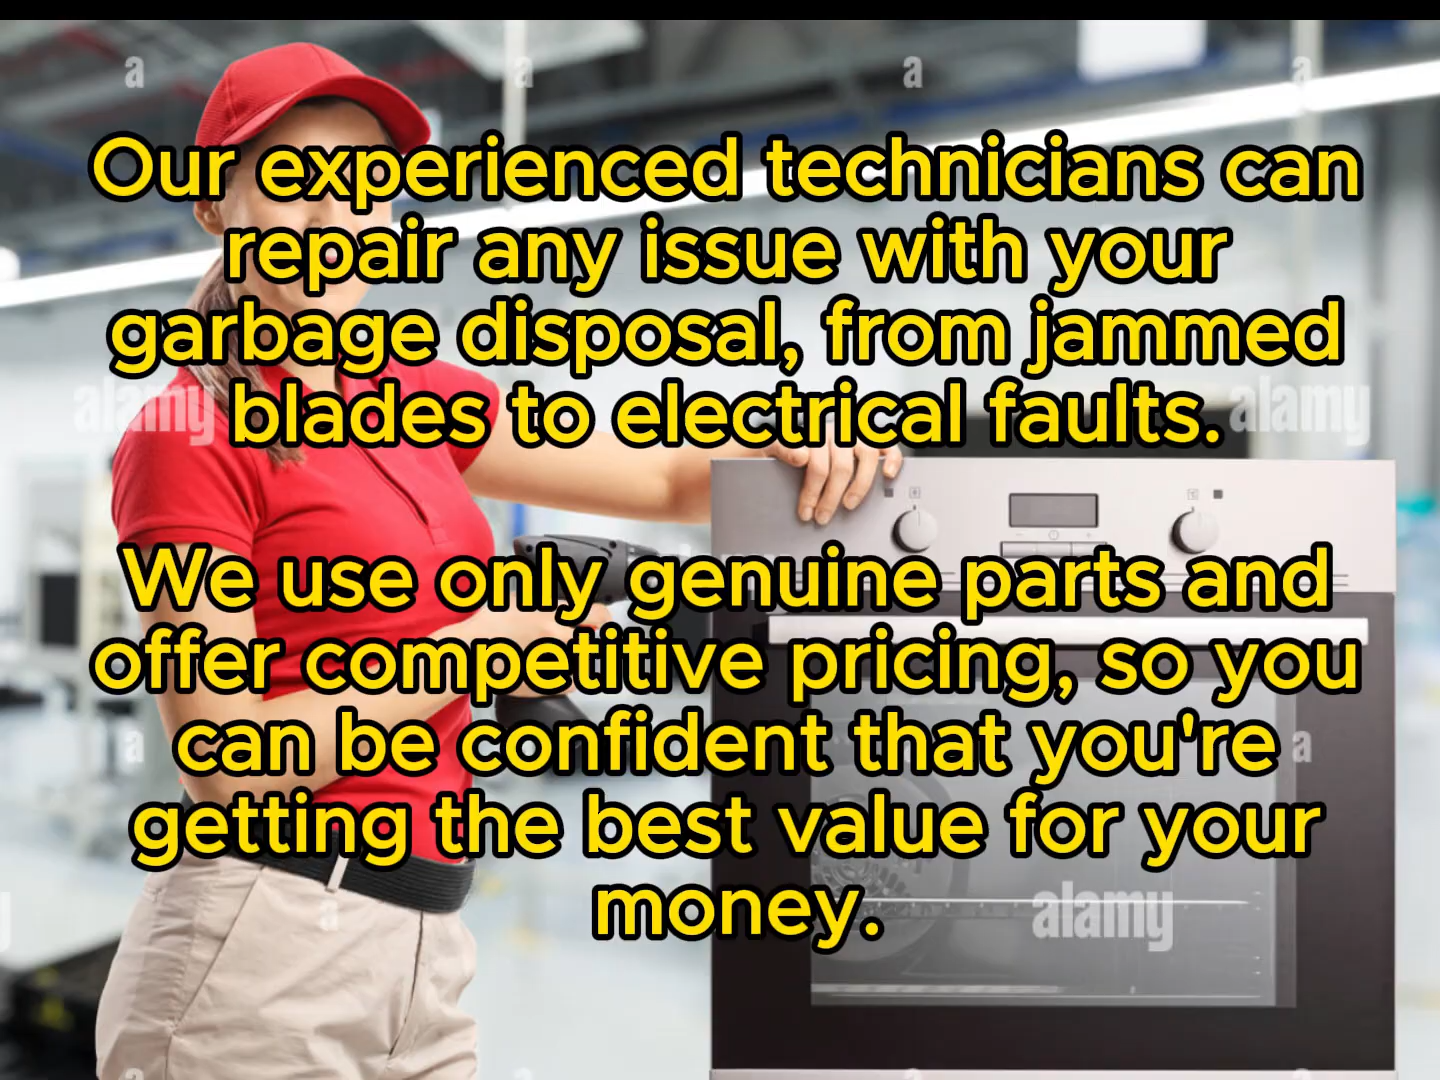 a a a a
Our experienced technicians can
repair any issue with your
garbage disposal, from jammed
blades to electrical faults.
alamy alamy
We use only genuine parts and
offer competitive pricing, so you
can be confident that you're
a a
getting the best value for your
money.
a alamy